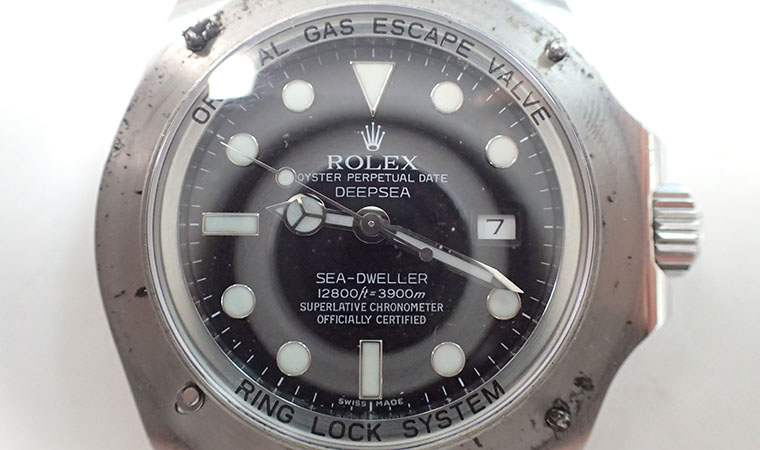 GAS ESCAPE VALVE
ROLEX
OYSTER PERPETUAL DATE
DEEPSEA
7
SEA-DWELLER
12800ft=3900m
SUPERLATIVE CHRONOMETER
OFFICIALLY CERTIFIED
SWISS MADE
RING LOCK SYSTEM